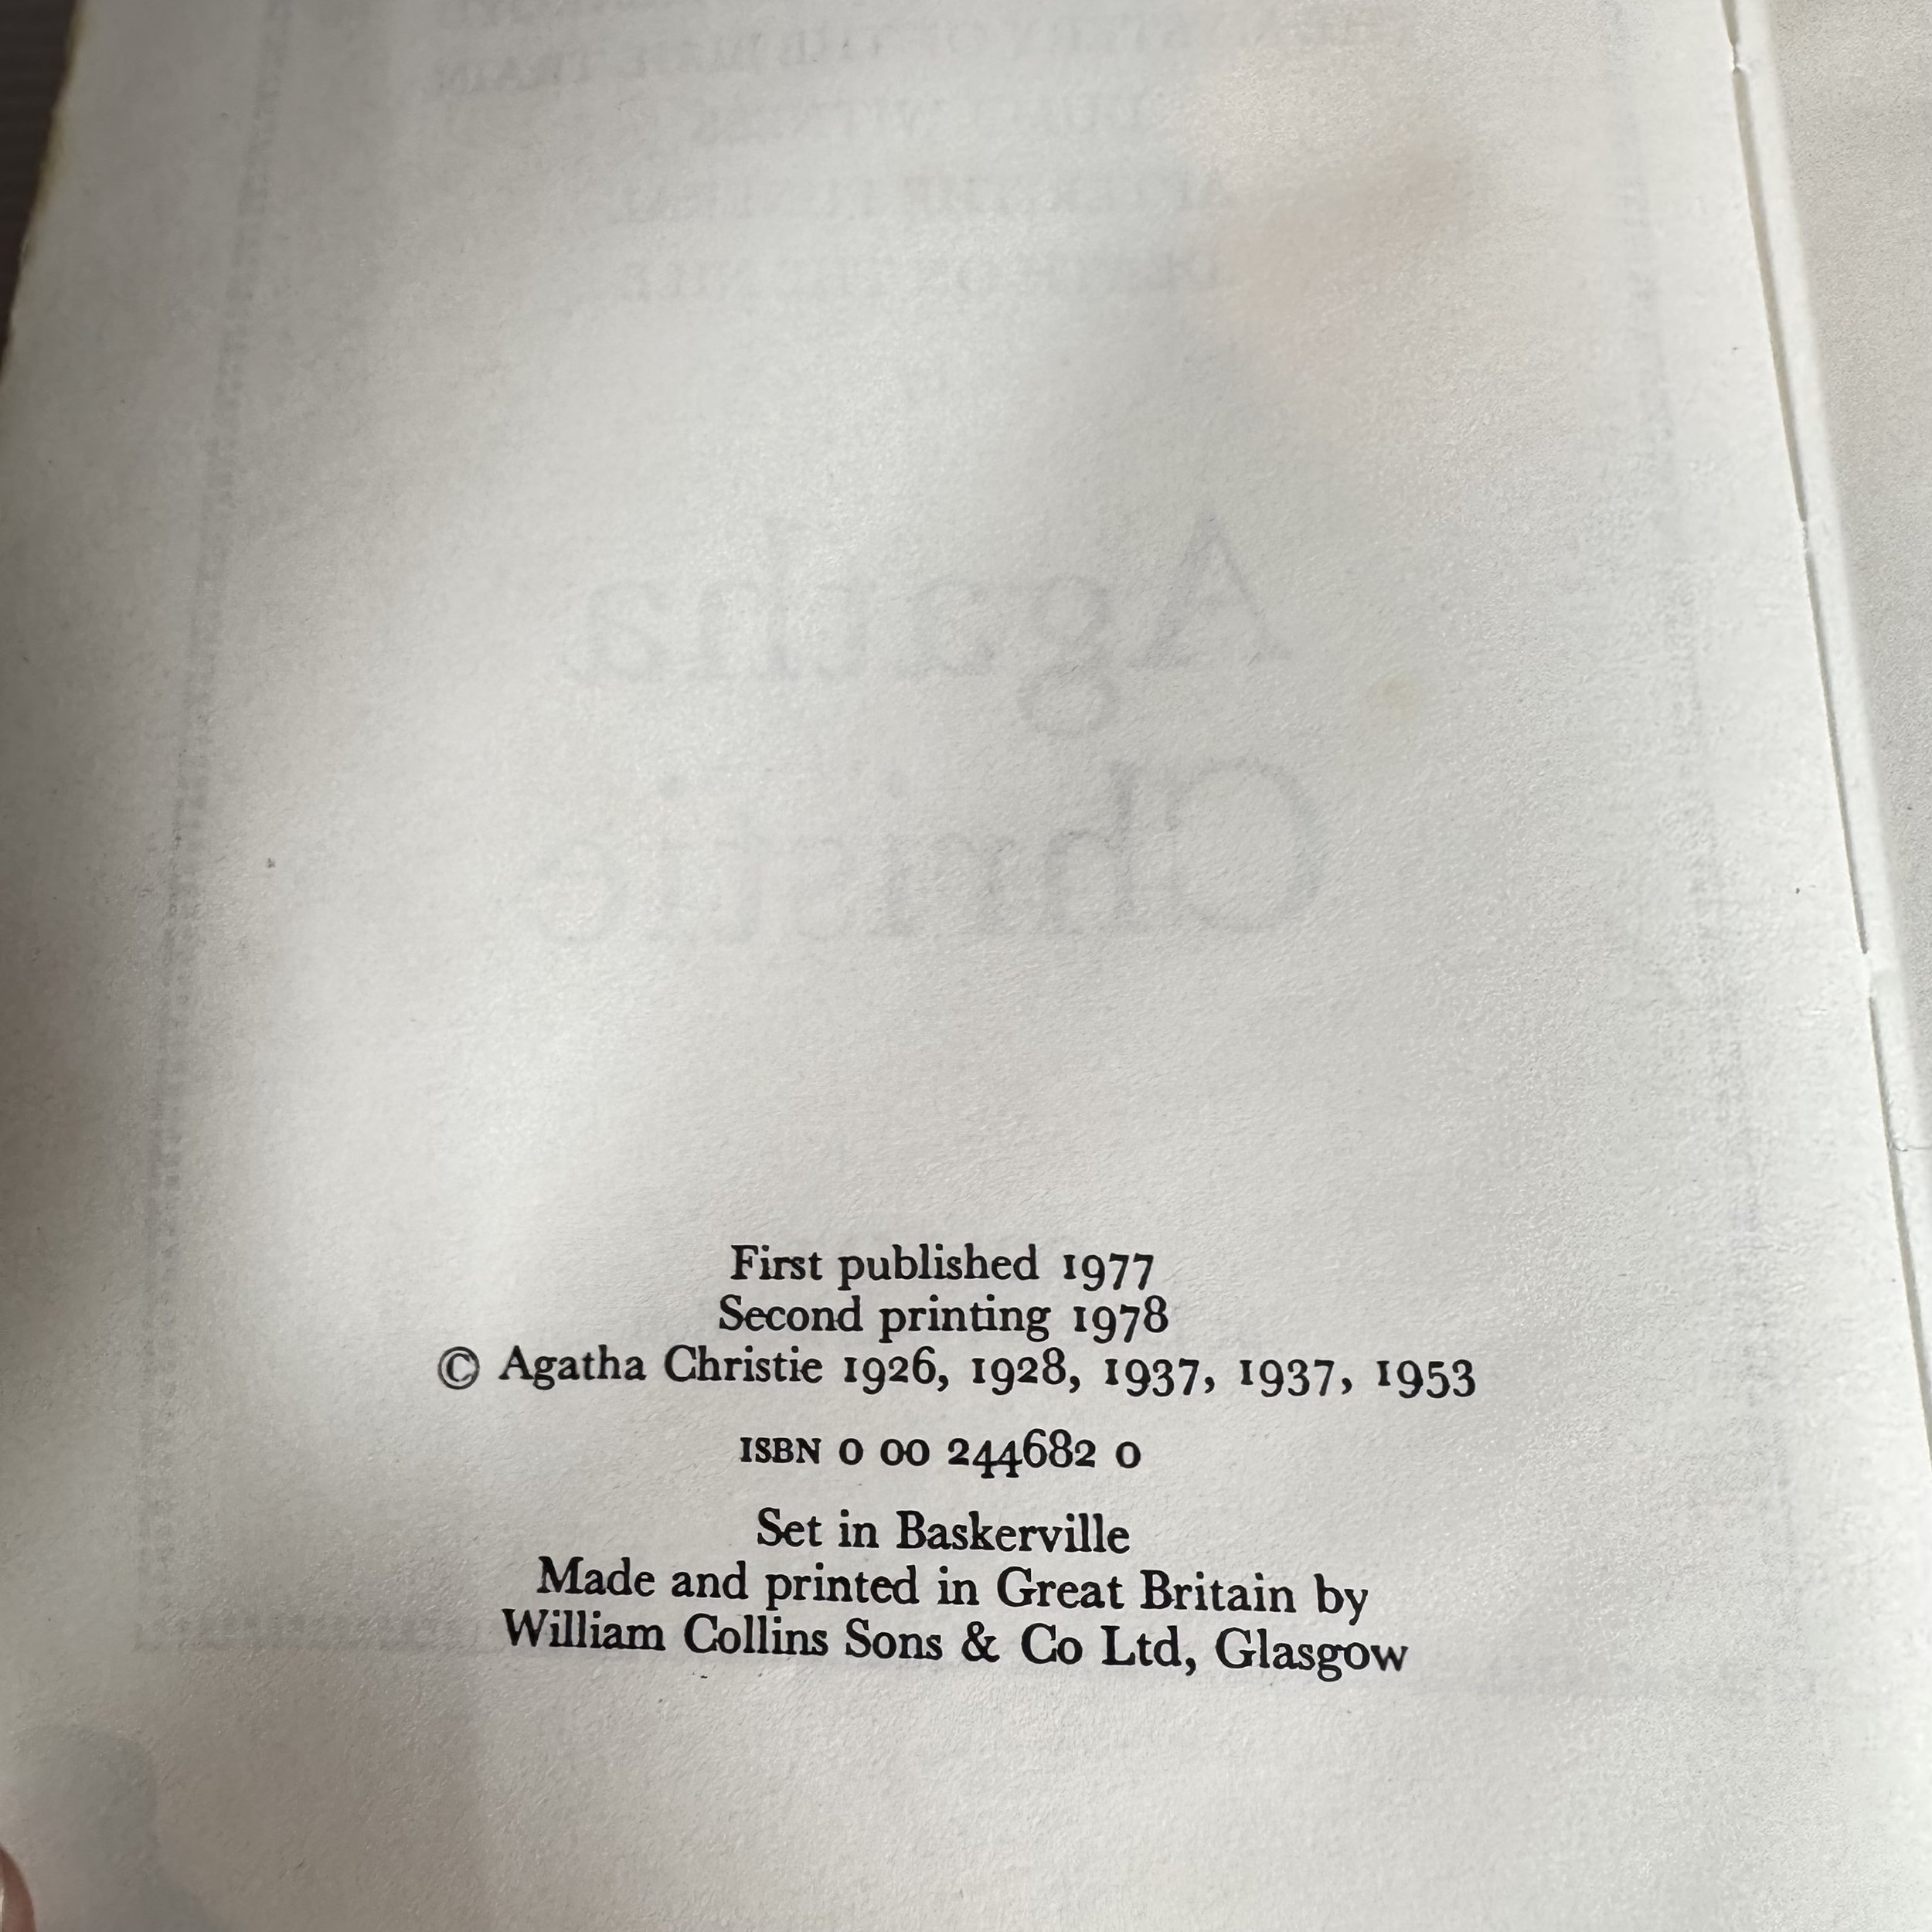 First published 1977
Second printing 1978
© Agatha Christie 1926, 1928, 1937, 1937, 1953
ISBN 0 00 244682 0
Set in Baskerville
Made and printed in Great Britain by
William Collins Sons & Co Ltd, Glasgow